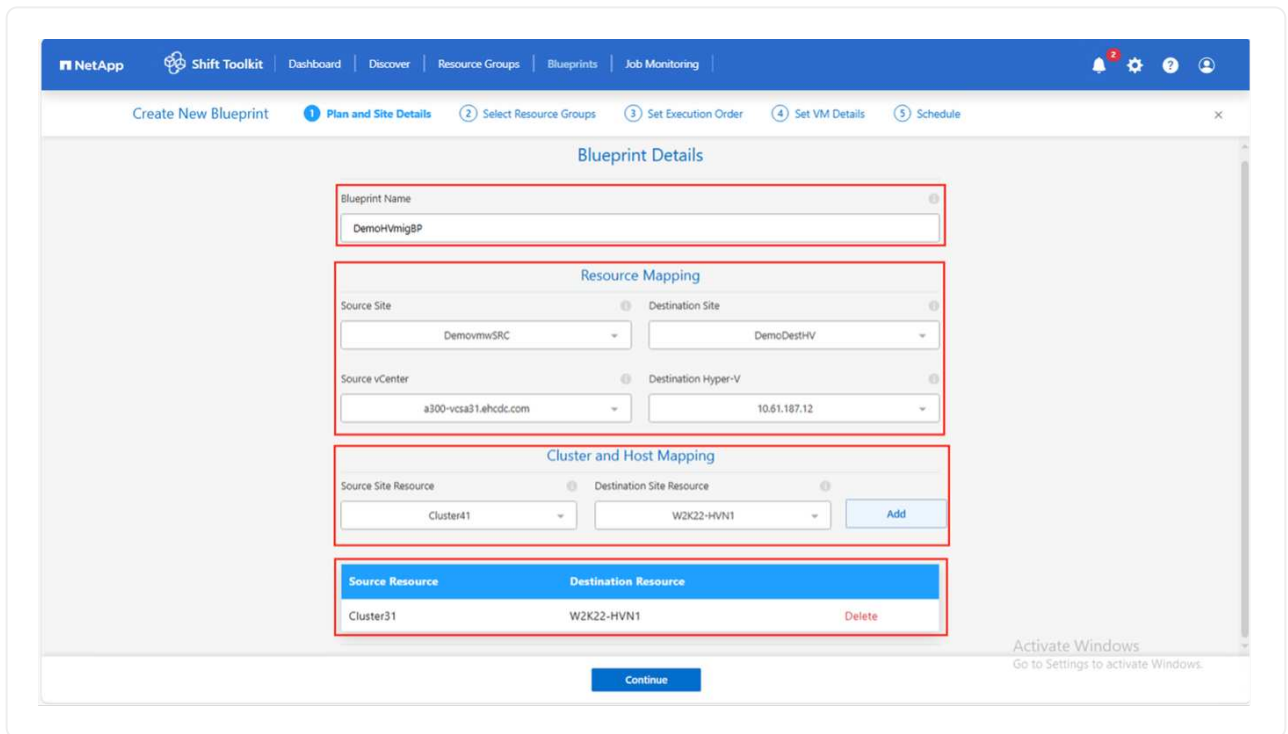 NetApp Shift Toolkit Dashboard Discover Resource Groups Blueprints Job Monitoring 2 ?
Create New Blueprint 1 Plan and Site Details 2 Select Resource Groups 3 Set Execution Order 4 Set VM Details 5 Schedule ×
Blueprint Details
Blueprint Name
DemoHVmigBP
Resource Mapping
Source Site Destination Site
DemovmwSRC DemoDestHV
Source vCenter Destination Hyper-V
a300-vcsa31.ehcdc.com 10.61.187.12
Cluster and Host Mapping
Source Site Resource Destination Site Resource
Cluster41 W2K22-HVN1 Add
Source Resource Destination Resource
Cluster31 W2K22-HVN1 Delete
Activate Windows
Go to Settings to activate Windows.
Continue